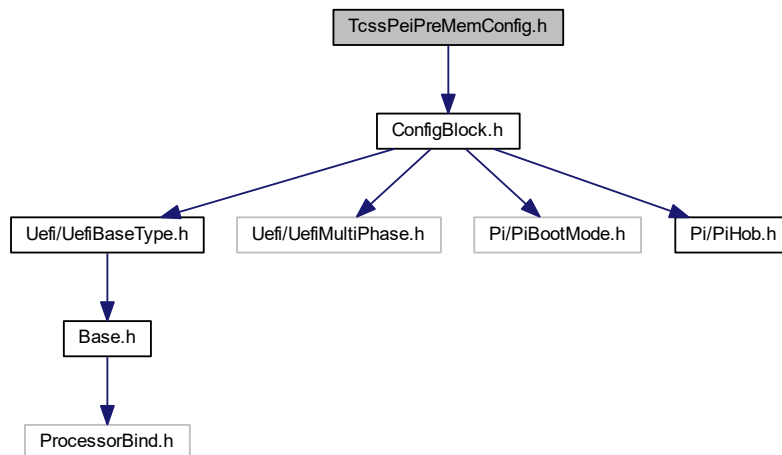 TcssPeiPreMemConfig.h
ConfigBlock.h
Uefi/UefiBaseType.h
Uefi/UefiMultiPhase.h
Pi/PiBootMode.h
Pi/PiHob.h
Base.h
ProcessorBind.h